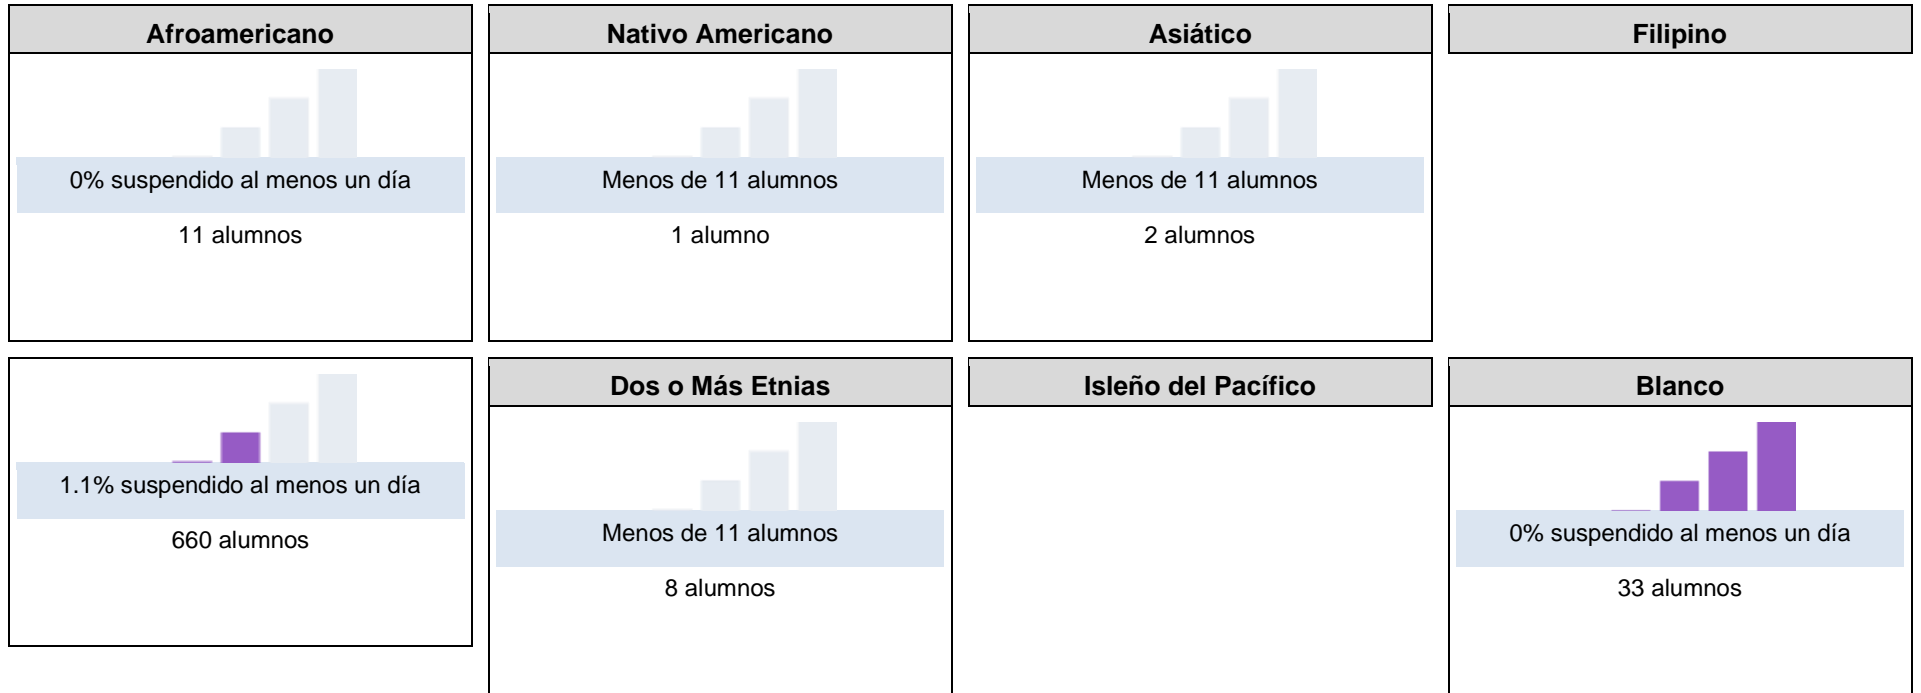 Afroamericano
0% suspendido al menos un día
11 alumnos
Nativo Americano
Menos de 11 alumnos
1 alumno
Asiático
Menos de 11 alumnos
2 alumnos
Filipino
1.1% suspendido al menos un día
660 alumnos
Dos o Más Etnias
Menos de 11 alumnos
8 alumnos
Isleño del Pacífico
Blanco
0% suspendido al menos un día
33 alumnos